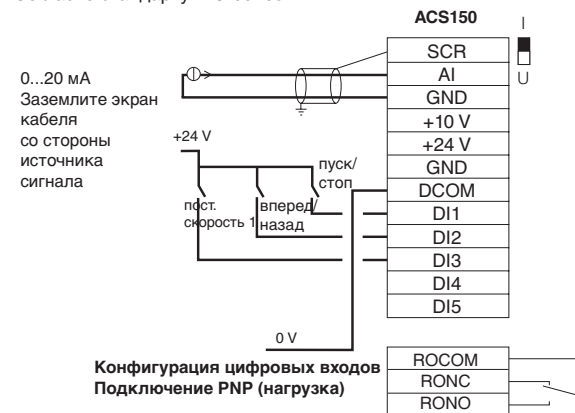 ACS150
I
SCR
0...20 мА
AI
U
Заземлите экран
GND
кабеля
+10 V
со стороны
+24 V
+24 V
источника
GND
сигнала
пуск/
стоп
DCOM
пост.
вперед/
DI1
скорость 1
назад
DI2
DI3
DI4
DI5
0 V
Конфигурация цифровых входов
ROCOM
Подключение PNP (нагрузка)
RONC
RONO